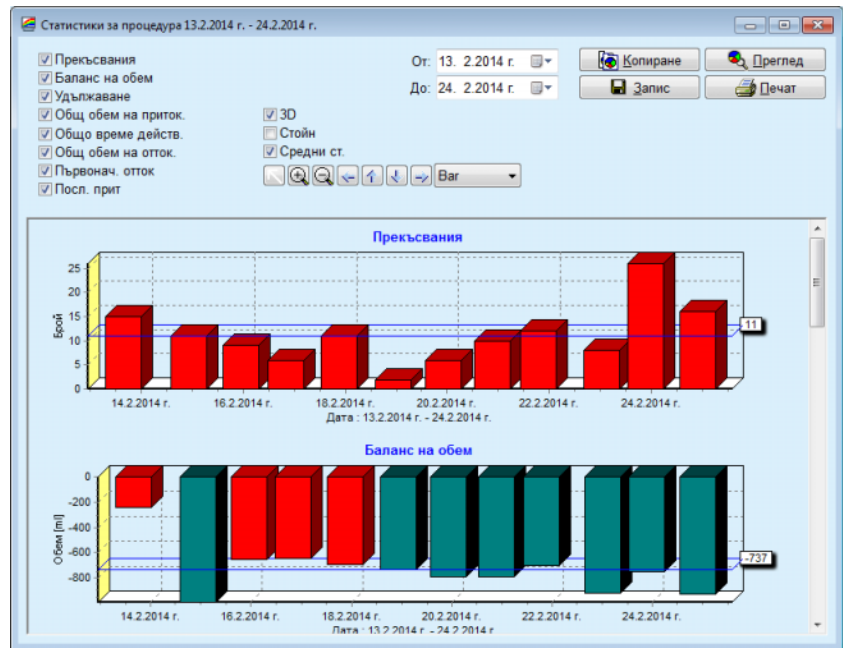 Статистики за процедура 13.2.2014 г. - 24.2.2014 г.
Прекъсвания
Баланс на обем
Удължаване
Общ обем на приток.
Общо време действ.
Общ обем на отток.
Първонач. отток
Посл. прит
3D
Стойн
Средни ст.
Bar
От: 13. 2.2014 г.
До: 24. 2.2014 г.
Копиране
Преглед
Запис
Печат
Прекъсвания
Брой
25
20
15
10
5
0
11
14.2.2014 г. 16.2.2014 г. 18.2.2014 г. 20.2.2014 г. 22.2.2014 г. 24.2.2014 г.
Дата : 13.2.2014 г. - 24.2.2014 г.
Баланс на обем
Обем [ml]
0
-200
-400
-600
-800
-737
14.2.2014 г. 16.2.2014 г. 18.2.2014 г. 20.2.2014 г. 22.2.2014 г. 24.2.2014 г.
Дата : 13.2.2014 г. - 24.2.2014 г.